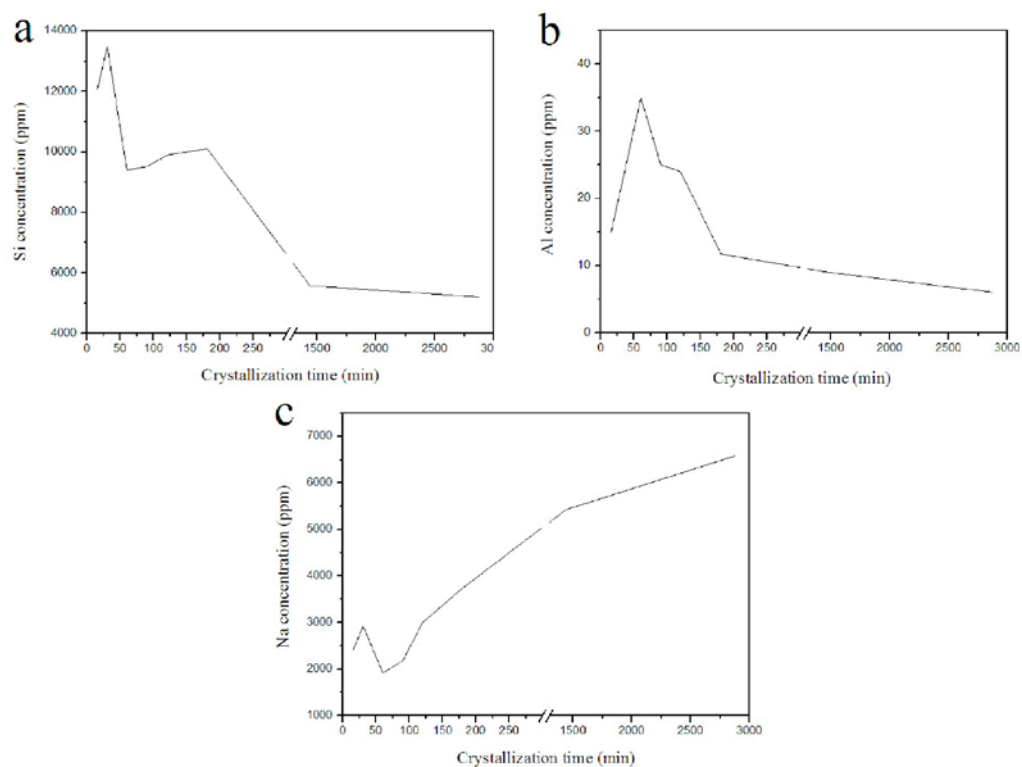 a
Si concentration (ppm)
14000
12000
10000
8000
6000
4000
0 50 100 150 200 250 1500 2000 2500 30
Crystallization time (min)
b
Al concentration (ppm)
40
30
20
10
0
0 50 100 150 200 250 1500 2000 2500 3000
Crystallization time (min)
c
Na concentration (ppm)
7000
6000
5000
4000
3000
2000
1000
0 50 100 150 200 250 1500 2000 2500 3000
Crystallization time (min)